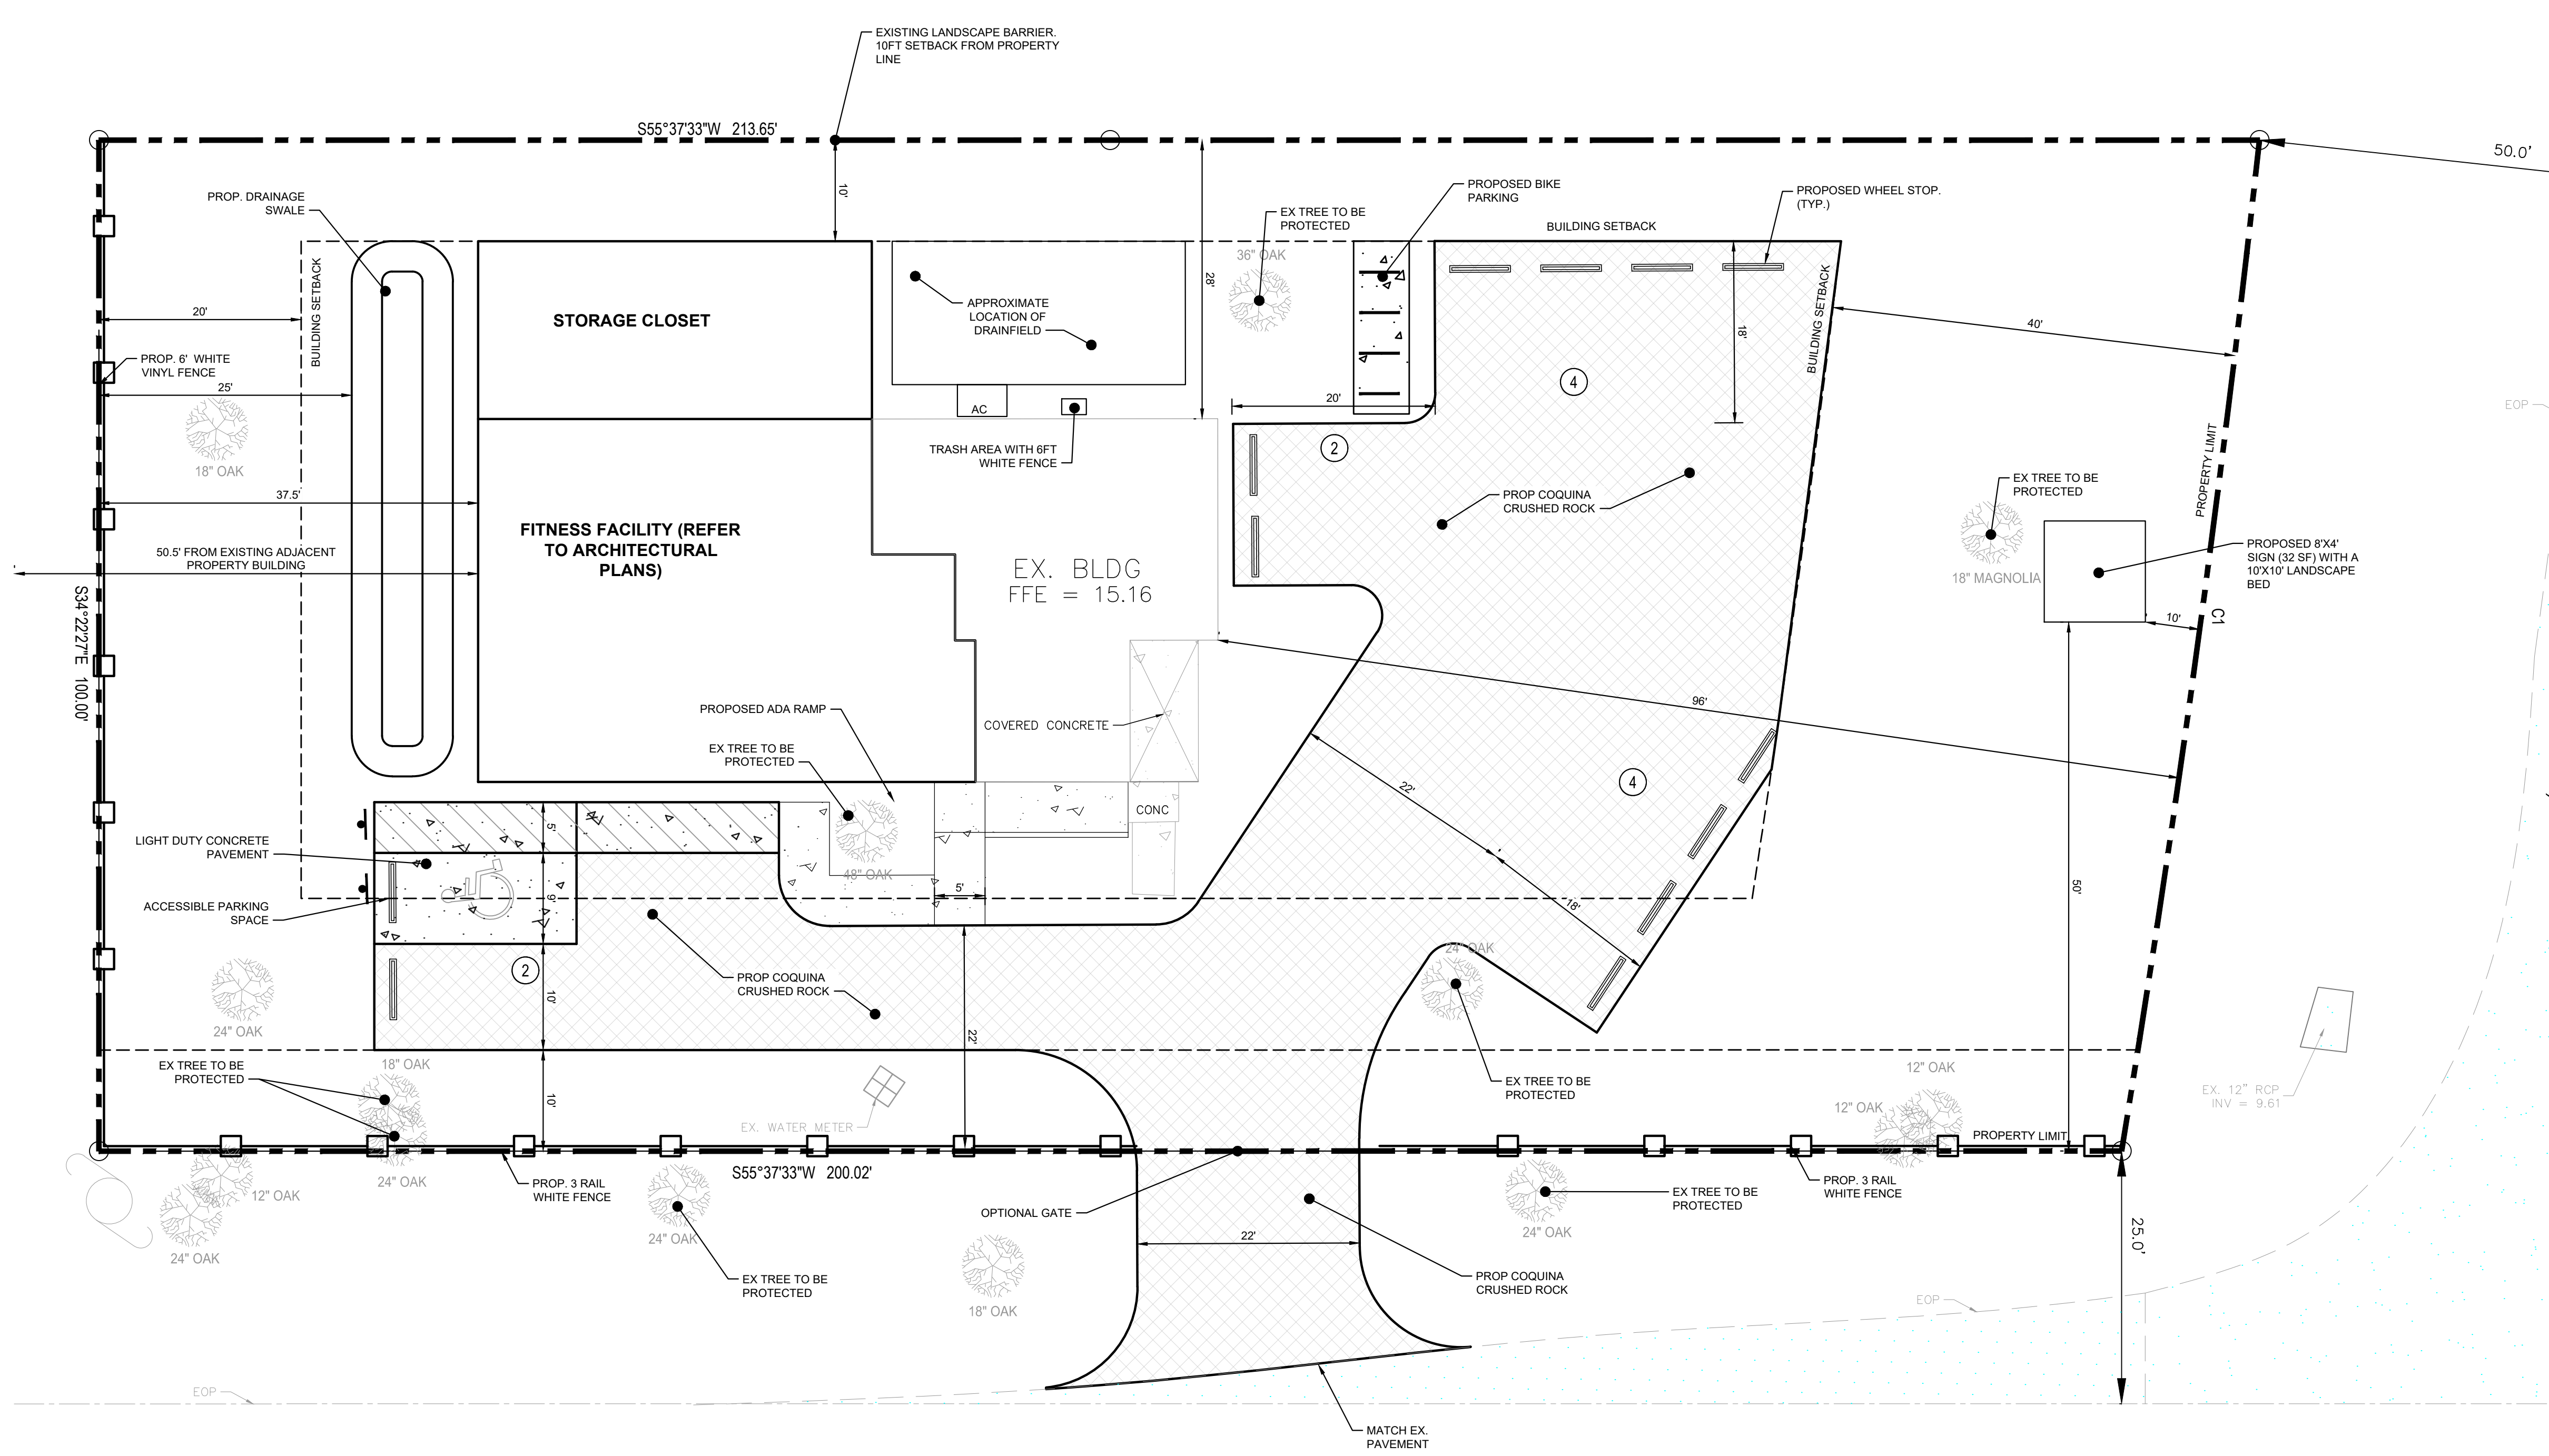 EXISTING LANDSCAPE BARRIER.
10FT SETBACK FROM PROPERTY
LINE
S55°37'33"W 213.65'
50.0'
10'
PROP. DRAINAGE
SWALE
BUILDING SETBACK
20'
PROP. 6' WHITE
VINYL FENCE
25'
18" OAK
37.5'
50.5' FROM EXISTING ADJACENT
PROPERTY BUILDING
S34°22'27"E 100.00'
STORAGE CLOSET
FITNESS FACILITY (REFER
TO ARCHITECTURAL
PLANS)
APPROXIMATE
LOCATION OF
DRAINFIELD
AC
TRASH AREA WITH 6FT
WHITE FENCE
28'
EX TREE TO BE
PROTECTED
36" OAK
PROPOSED BIKE
PARKING
BUILDING SETBACK
PROPOSED WHEEL STOP.
(TYP.)
BUILDING SETBACK
18'
20'
4
2
40'
EOP
PROP COQUINA
CRUSHED ROCK
EX. BLDG
FFE = 15.16
PROPERTY LIMIT
EX TREE TO BE
PROTECTED
18" MAGNOLIA
PROPOSED 8'X4'
SIGN (32 SF) WITH A
10'X10' LANDSCAPE
BED
10'
C1
96'
50'
PROPOSED ADA RAMP
EX TREE TO BE
PROTECTED
COVERED CONCRETE
CONC
48" OAK
5'
22'
4
18'
LIGHT DUTY CONCRETE
PAVEMENT
ACCESSIBLE PARKING
SPACE
5'
9'
2
10'
PROP COQUINA
CRUSHED ROCK
22'
24" OAK
24" OAK
EX TREE TO BE
PROTECTED
18" OAK
EX TREE TO BE
PROTECTED
10'
EX. WATER METER
12" OAK
12" OAK
EX. 12" RCP
INV = 9.61
PROPERTY LIMIT
S55°37'33"W 200.02'
24" OAK
12" OAK
24" OAK
PROP. 3 RAIL
WHITE FENCE
24" OAK
EX TREE TO BE
PROTECTED
OPTIONAL GATE
18" OAK
22'
PROP COQUINA
CRUSHED ROCK
24" OAK
EX TREE TO BE
PROTECTED
PROP. 3 RAIL
WHITE FENCE
25.0'
EOP
EOP
MATCH EX.
PAVEMENT